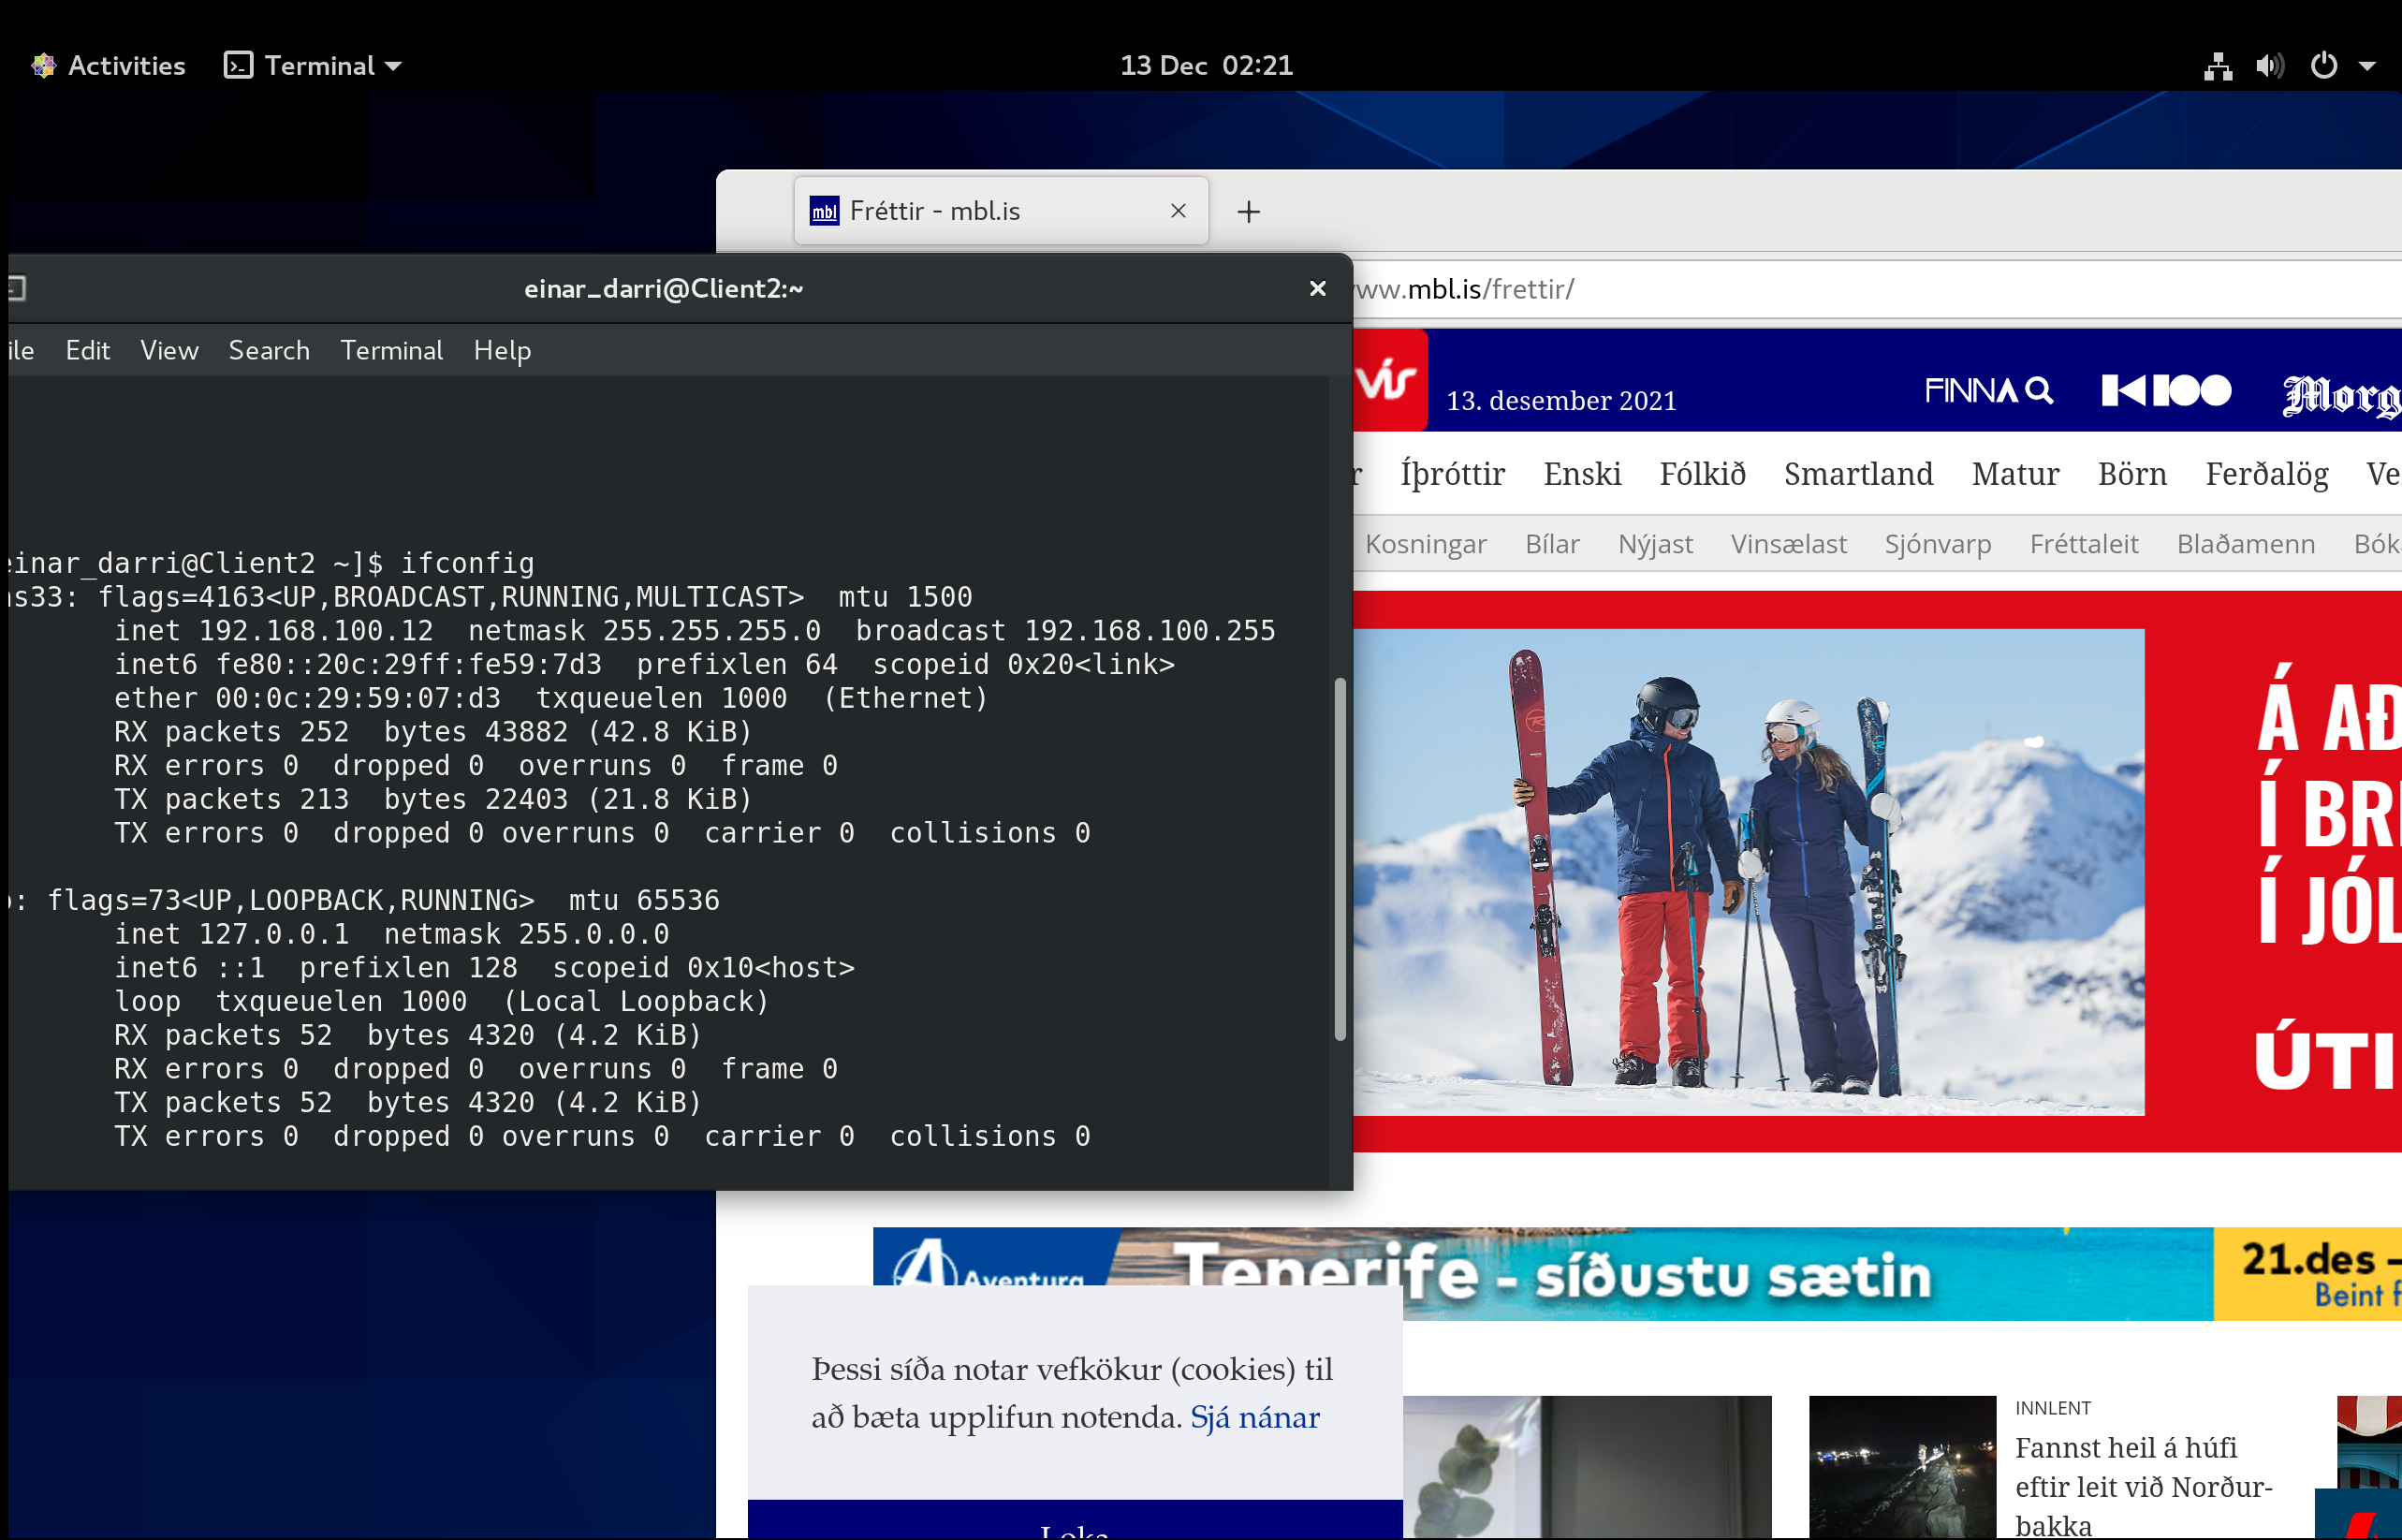 Activities Terminal 13 Dec 02:21
mbl Fréttir - mbl.is
einar_darri@Client2:~
www.mbl.is/frettir/
ile Edit View Search Terminal Help
vís 13. desember 2021 FINNA K100 Morg
r Íþróttir Enski Fólkið Smartland Matur Börn Ferðalög Ve
Kosningar Bílar Nýjast Vinsælast Sjónvarp Fréttaleit Blaðamenn Bók
einar_darri@Client2 ~]$ ifconfig
ns33: flags=4163<UP,BROADCAST,RUNNING,MULTICAST> mtu 1500
inet 192.168.100.12 netmask 255.255.255.0 broadcast 192.168.100.255
inet6 fe80::20c:29ff:fe59:7d3 prefixlen 64 scopeid 0x20<link>
ether 00:0c:29:59:07:d3 txqueuelen 1000 (Ethernet)
RX packets 252 bytes 43882 (42.8 KiB)
RX errors 0 dropped 0 overruns 0 frame 0
TX packets 213 bytes 22403 (21.8 KiB)
TX errors 0 dropped 0 overruns 0 carrier 0 collisions 0
o: flags=73<UP,LOOPBACK,RUNNING> mtu 65536
inet 127.0.0.1 netmask 255.0.0.0
inet6 ::1 prefixlen 128 scopeid 0x10<host>
loop txqueuelen 1000 (Local Loopback)
RX packets 52 bytes 4320 (4.2 KiB)
RX errors 0 dropped 0 overruns 0 frame 0
TX packets 52 bytes 4320 (4.2 KiB)
TX errors 0 dropped 0 overruns 0 carrier 0 collisions 0
Á AÐ
Í BR
Í JÓL
ÚTI
Aventura Tenerife - síðustu sætin 21.des –
Beint f
Þessi síða notar vefkökur (cookies) til
að bæta upplifun notenda. Sjá nánar
Loka
INNLENT
Fannst heil á húfi
eftir leit við Norður-
bakka